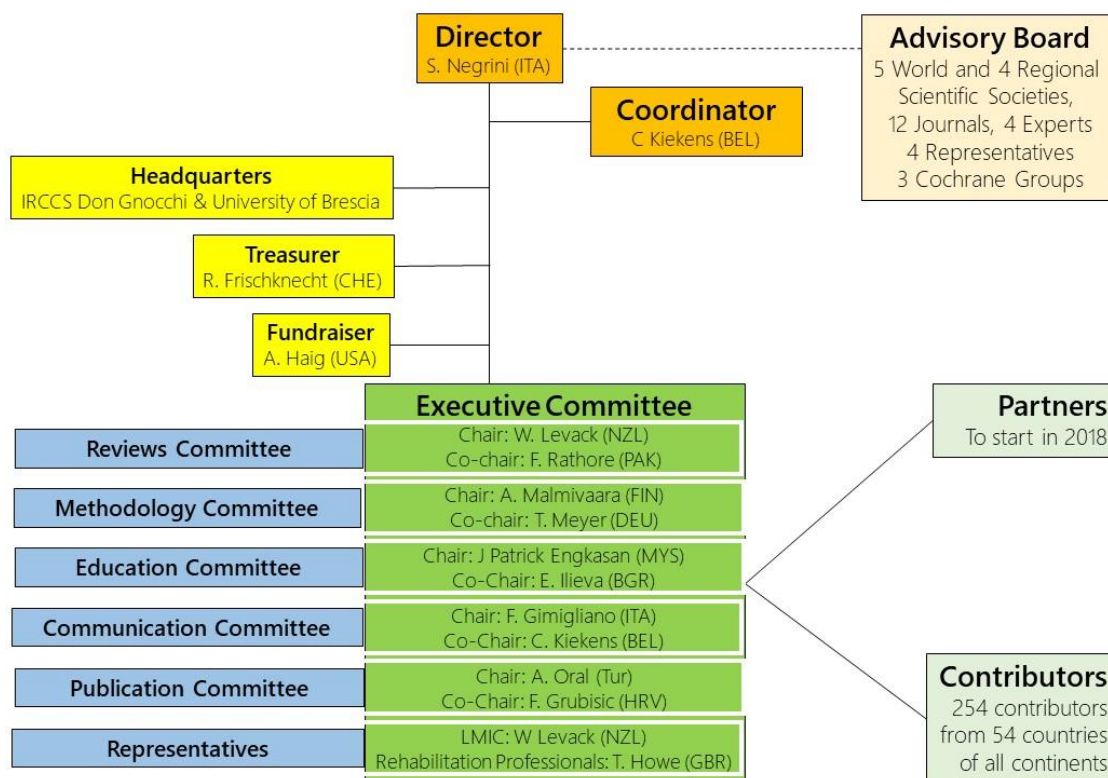 Director
S. Negrini (ITA)
Advisory Board
5 World and 4 Regional
Scientific Societies,
12 Journals, 4 Experts
4 Representatives
3 Cochrane Groups
Coordinator
C Kiekens (BEL)
Headquarters
IRCCS Don Gnocchi & University of Brescia
Treasurer
R. Frischknecht (CHE)
Fundraiser
A. Haig (USA)
Executive Committee
Reviews Committee
Chair: W. Levack (NZL)
Co-chair: F. Rathore (PAK)
Methodology Committee
Chair: A. Malmivaara (FIN)
Co-chair: T. Meyer (DEU)
Education Committee
Chair: J Patrick Engkasan (MYS)
Co-Chair: E. Ilieva (BGR)
Communication Committee
Chair: F. Gimigliano (ITA)
Co-Chair: C. Kiekens (BEL)
Publication Committee
Chair: A. Oral (Tur)
Co-Chair: F. Grubisic (HRV)
Representatives
LMIC: W Levack (NZL)
Rehabilitation Professionals: T. Howe (GBR)
Partners
To start in 2018
Contributors
254 contributors
from 54 countries
of all continents